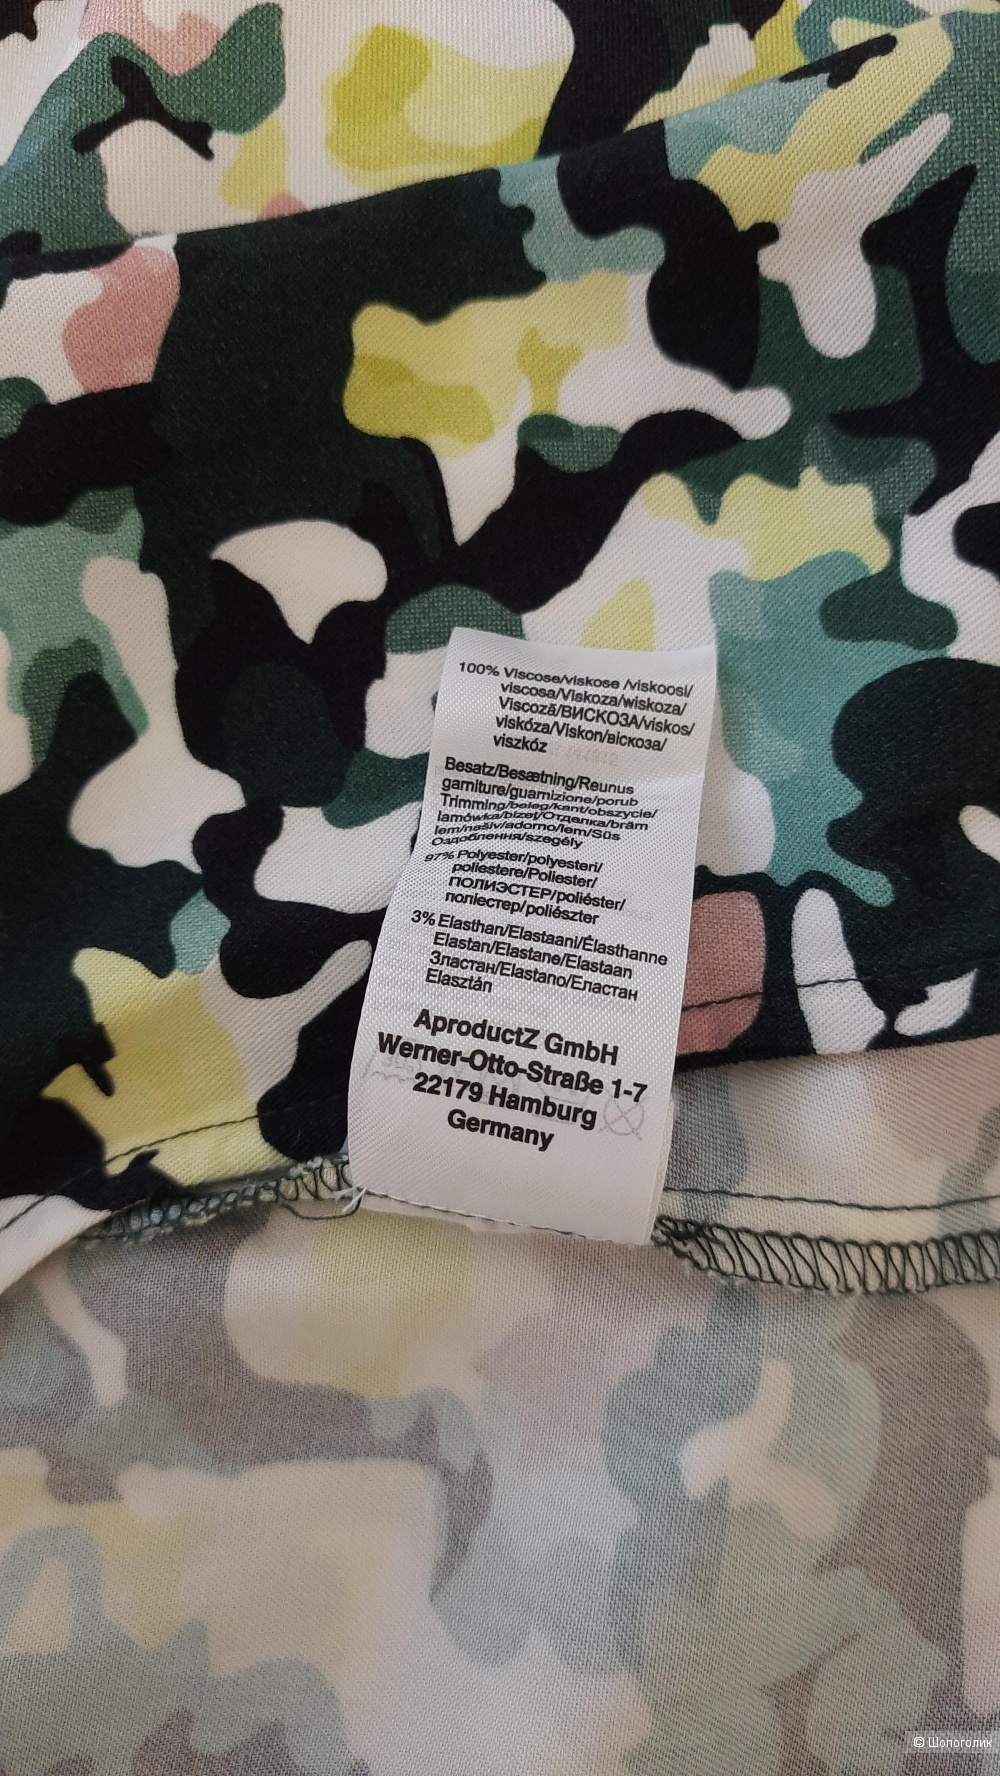 100% Viscose/viskose /viskoosi/
viscosa/Viskoza/wiskoza/
Viscoză/ВИСКОЗА/viskos/
viskóza/Viskon/віскоза/
viszkóz
Besatz/Besætning/Reunus
garniture/guarnizione/porub
Trimming/beleg/kant/obszycie/
lamówka/bizet/Отделка/bräm
lem/našiv/adorno/lem/Süs
Оздоблення/szegély
97% Polyester/polyesteri/
poliestere/Poliester/
ПОЛИЭСТЕР/poliéster/
поліестер/poliészter
3% Elasthan/Elastaani/Élasthanne
Elastan/Elastane/Elastaan
Эластан/Elastano/Еластан
Elasztán
AproductZ GmbH
Werner-Otto-Straße 1-7
22179 Hamburg
Germany
© Шопоголик